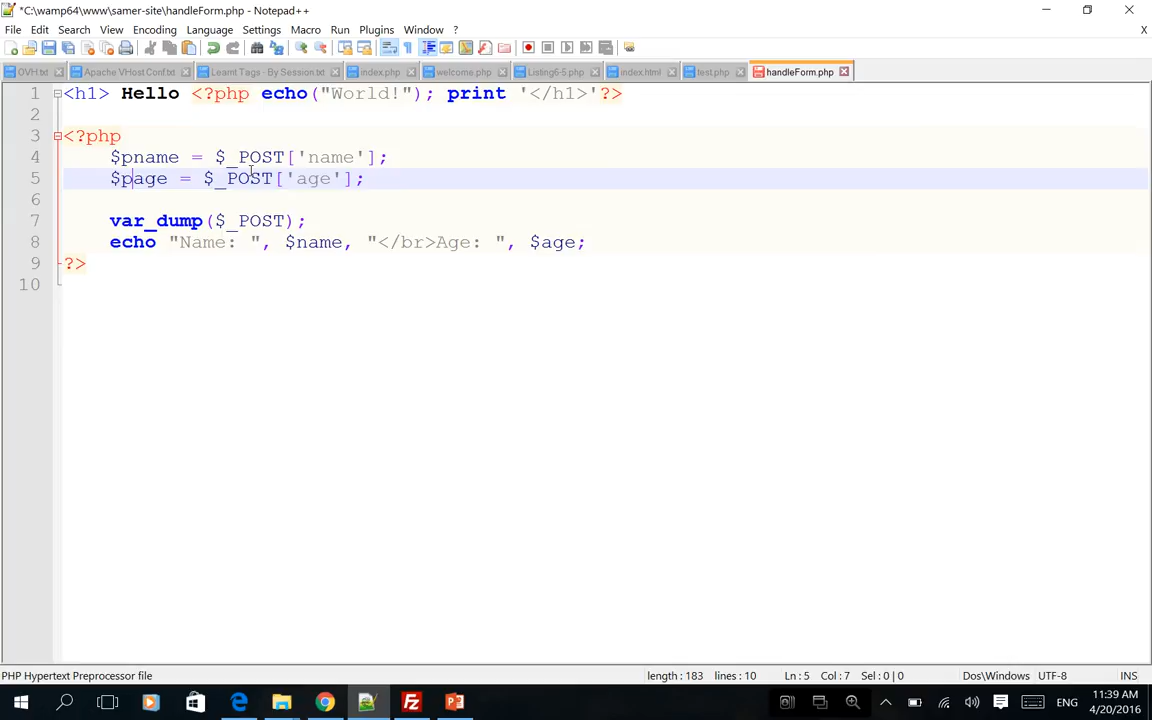 *C:\wamp64\www\samer-site\handleForm.php - Notepad++
File Edit Search View Encoding Language Settings Macro Run Plugins Window ? X
OVH.txt Apache VHost Conf.txt Learnt Tags - By Session.txt index.php welcome.php Listing6-5.php index.html test.php handleForm.php
1 <h1> Hello <?php echo("World!"); print '</h1>'?>
2
3 <?php
4 $pname = $_POST['name'];
5 $page = $_POST['age'];
6
7 var_dump($_POST);
8 echo "Name: ", $name, "</br>Age: ", $age;
9 ?>
10
PHP Hypertext Preprocessor file length : 183 lines : 10 Ln : 5 Col : 7 Sel : 0 | 0 Dos\Windows UTF-8 INS
ENG 11:39 AM
4/20/2016